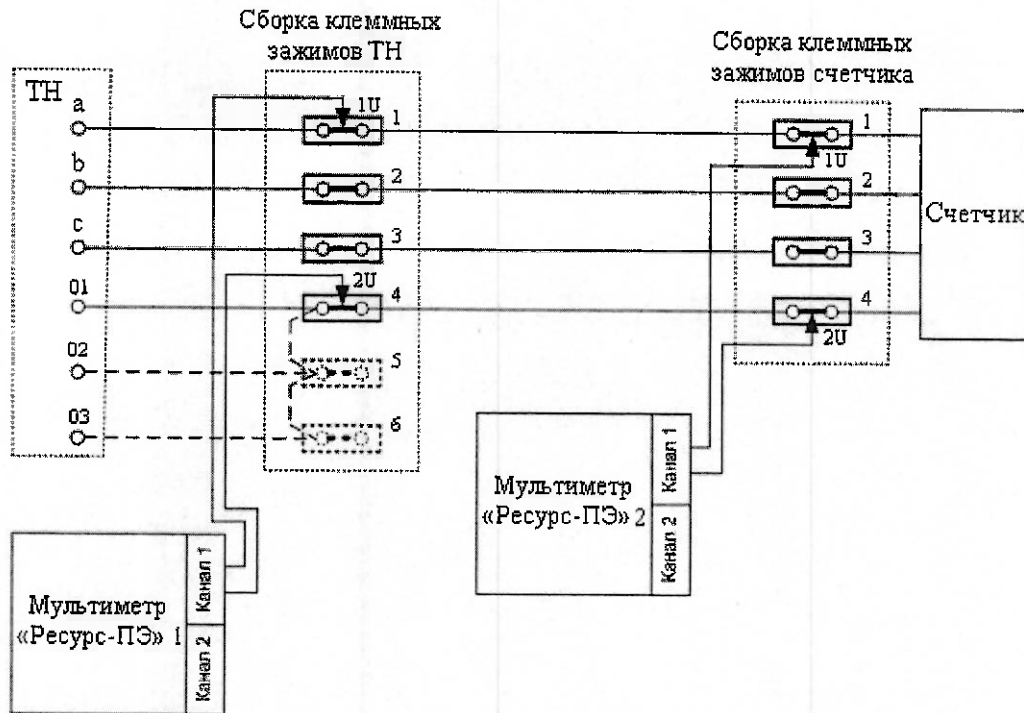 Сборка клеммных
зажимов ТН
Сборка клеммных
зажимов счетчика
ТН
a
1U
1
1
1U
b
2
2
Счетчик
c
3
3
01
2U
4
4
2U
02
5
03
6
Мультиметр
«Ресурс-ПЭ» 2
Канал 1
Канал 2
Мультиметр
«Ресурс-ПЭ» 1
Канал 1
Канал 2